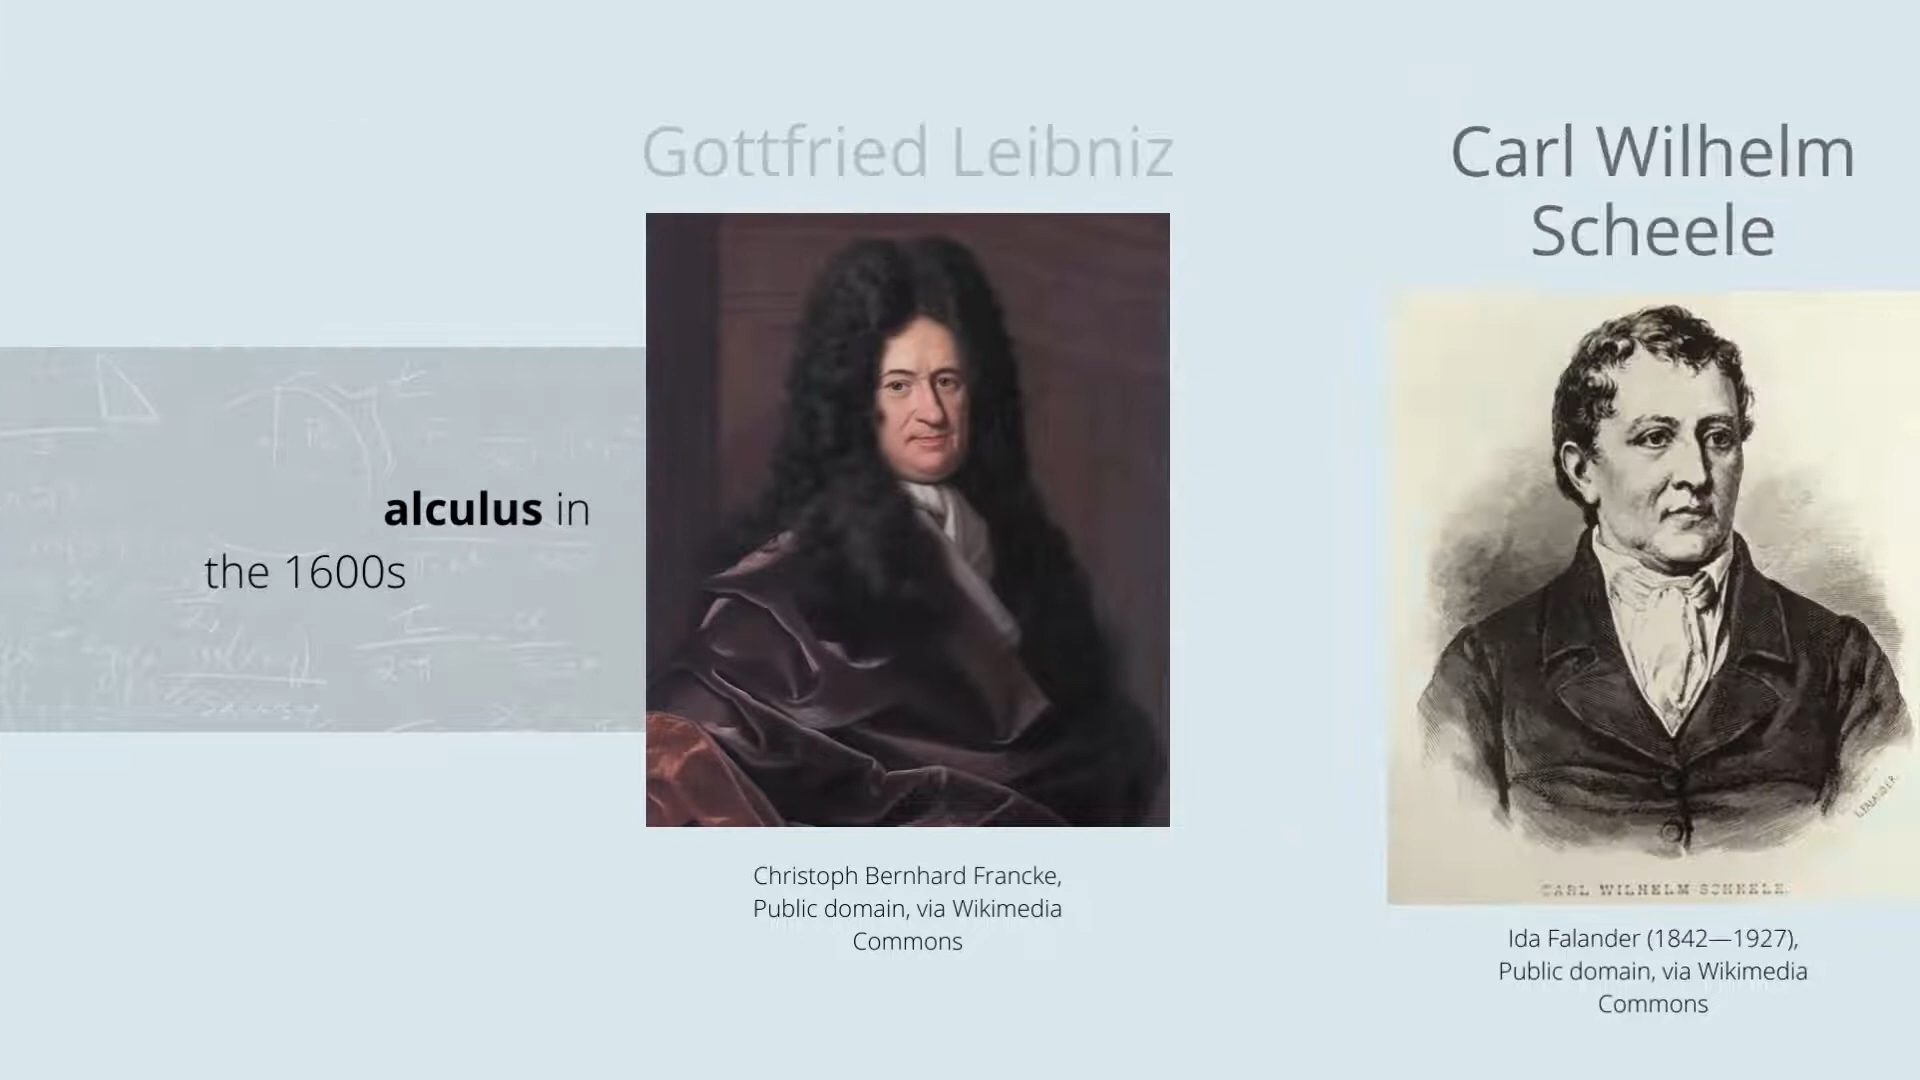 alculus in
the 1600s
Gottfried Leibniz
Christoph Bernhard Francke,
Public domain, via Wikimedia
Commons
Carl Wilhelm
Scheele
CARL WILHELM SCHEELE.
Ida Falander (1842—1927),
Public domain, via Wikimedia
Commons